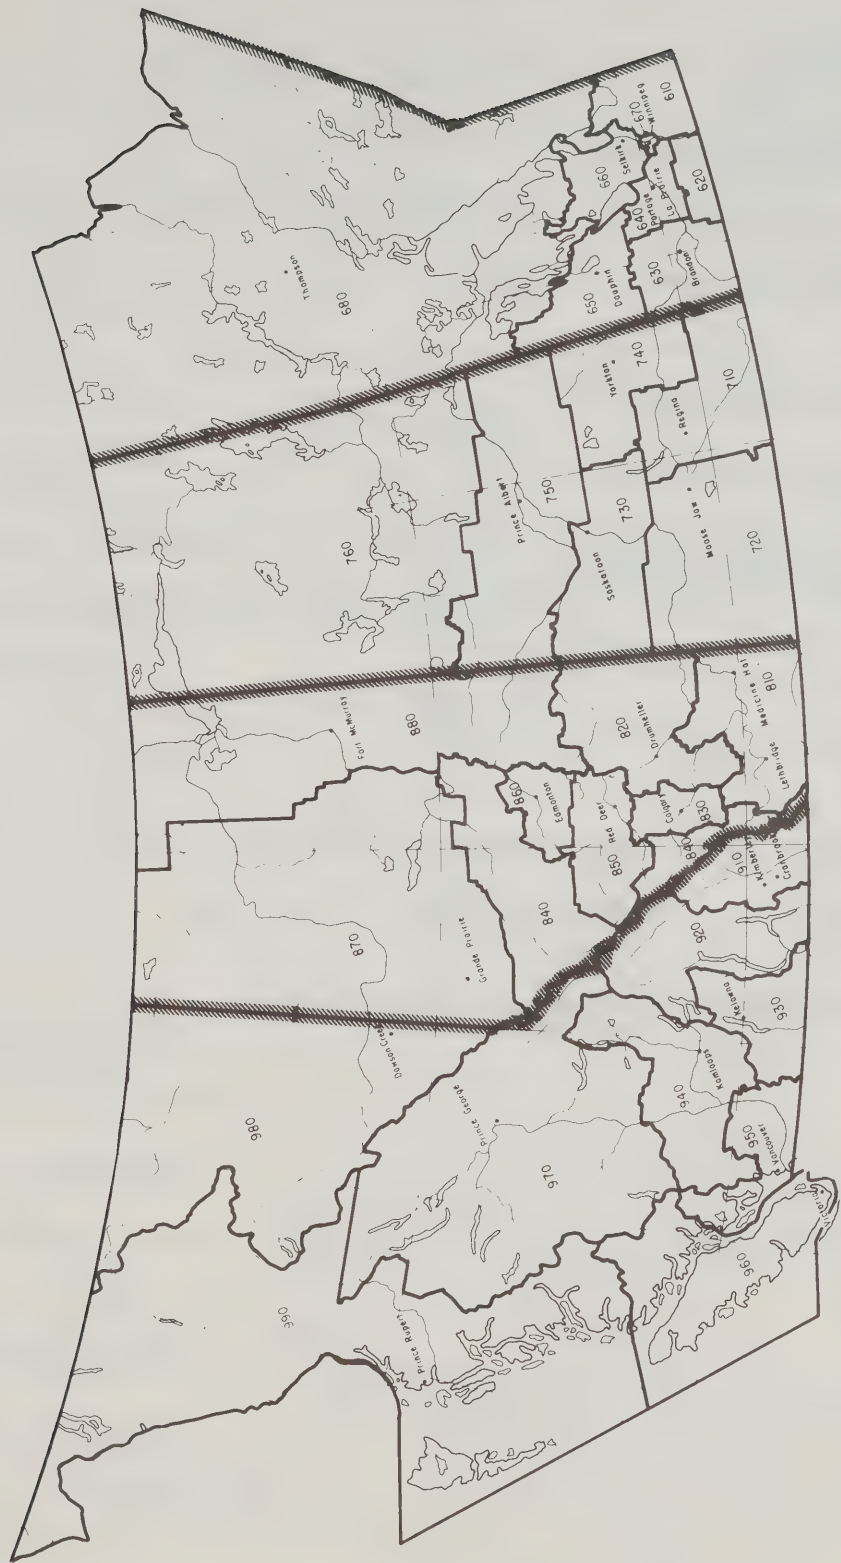 990
Prince Rupert
960
Victoria
980
Dawson Creek
Prince George
970
940
Kamloops
950
Vancouver
870
Grande Prairie
920
Kelowna
930
840
910
Kimberley
Cranbrook
Fort McMurray
880
860
Edmonton
850
Red Deer
Calgary
830
840
820
Drumheller
Lethbridge
Medicine Hat
810
760
Prince Albert
750
Saskatoon
730
Moose Jaw
720
Yorkton
740
Regina
710
Thompson
680
650
Dauphin
630
Brandon
660
Selkirk
640
Portage
La Prairie
670
Winnipeg
620
610